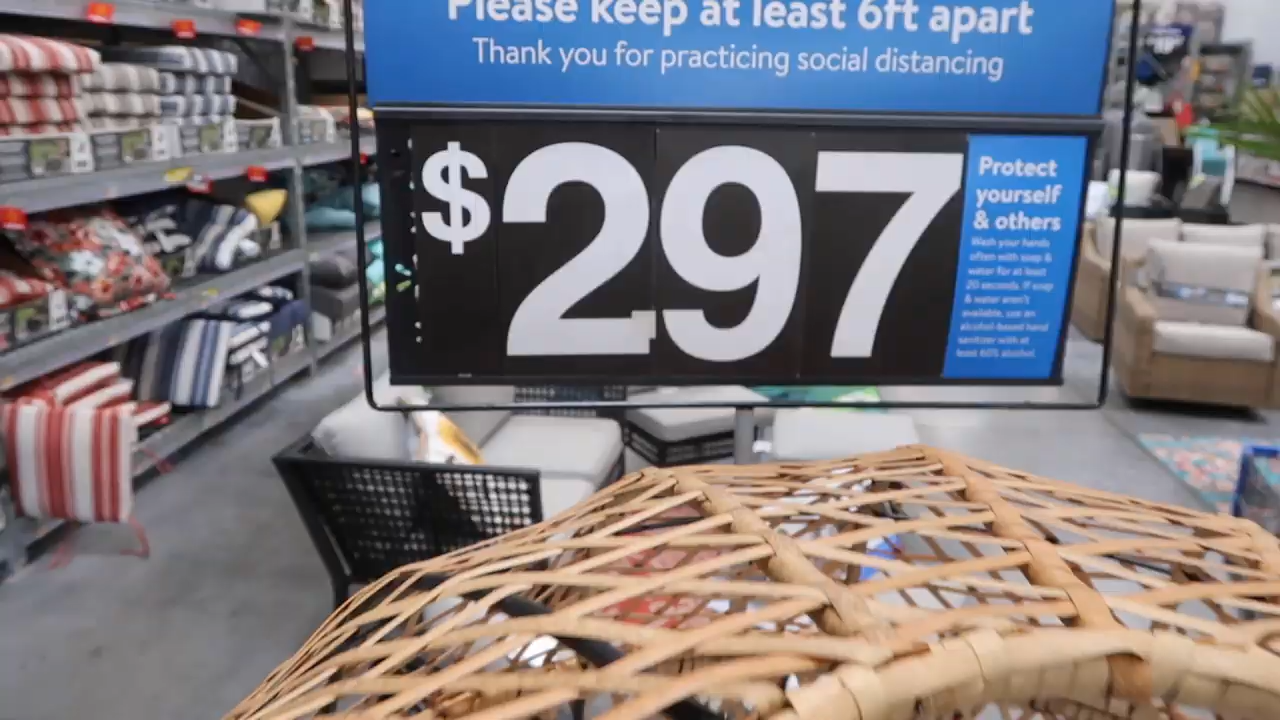 Please keep at least 6ft apart
Thank you for practicing social distancing
$297
Protect
yourself
& others
Wash your hands
often with soap &
water for at least
20 seconds. If soap
& water aren't
available, use an
alcohol-based hand
sanitizer with at
least 60% alcohol.